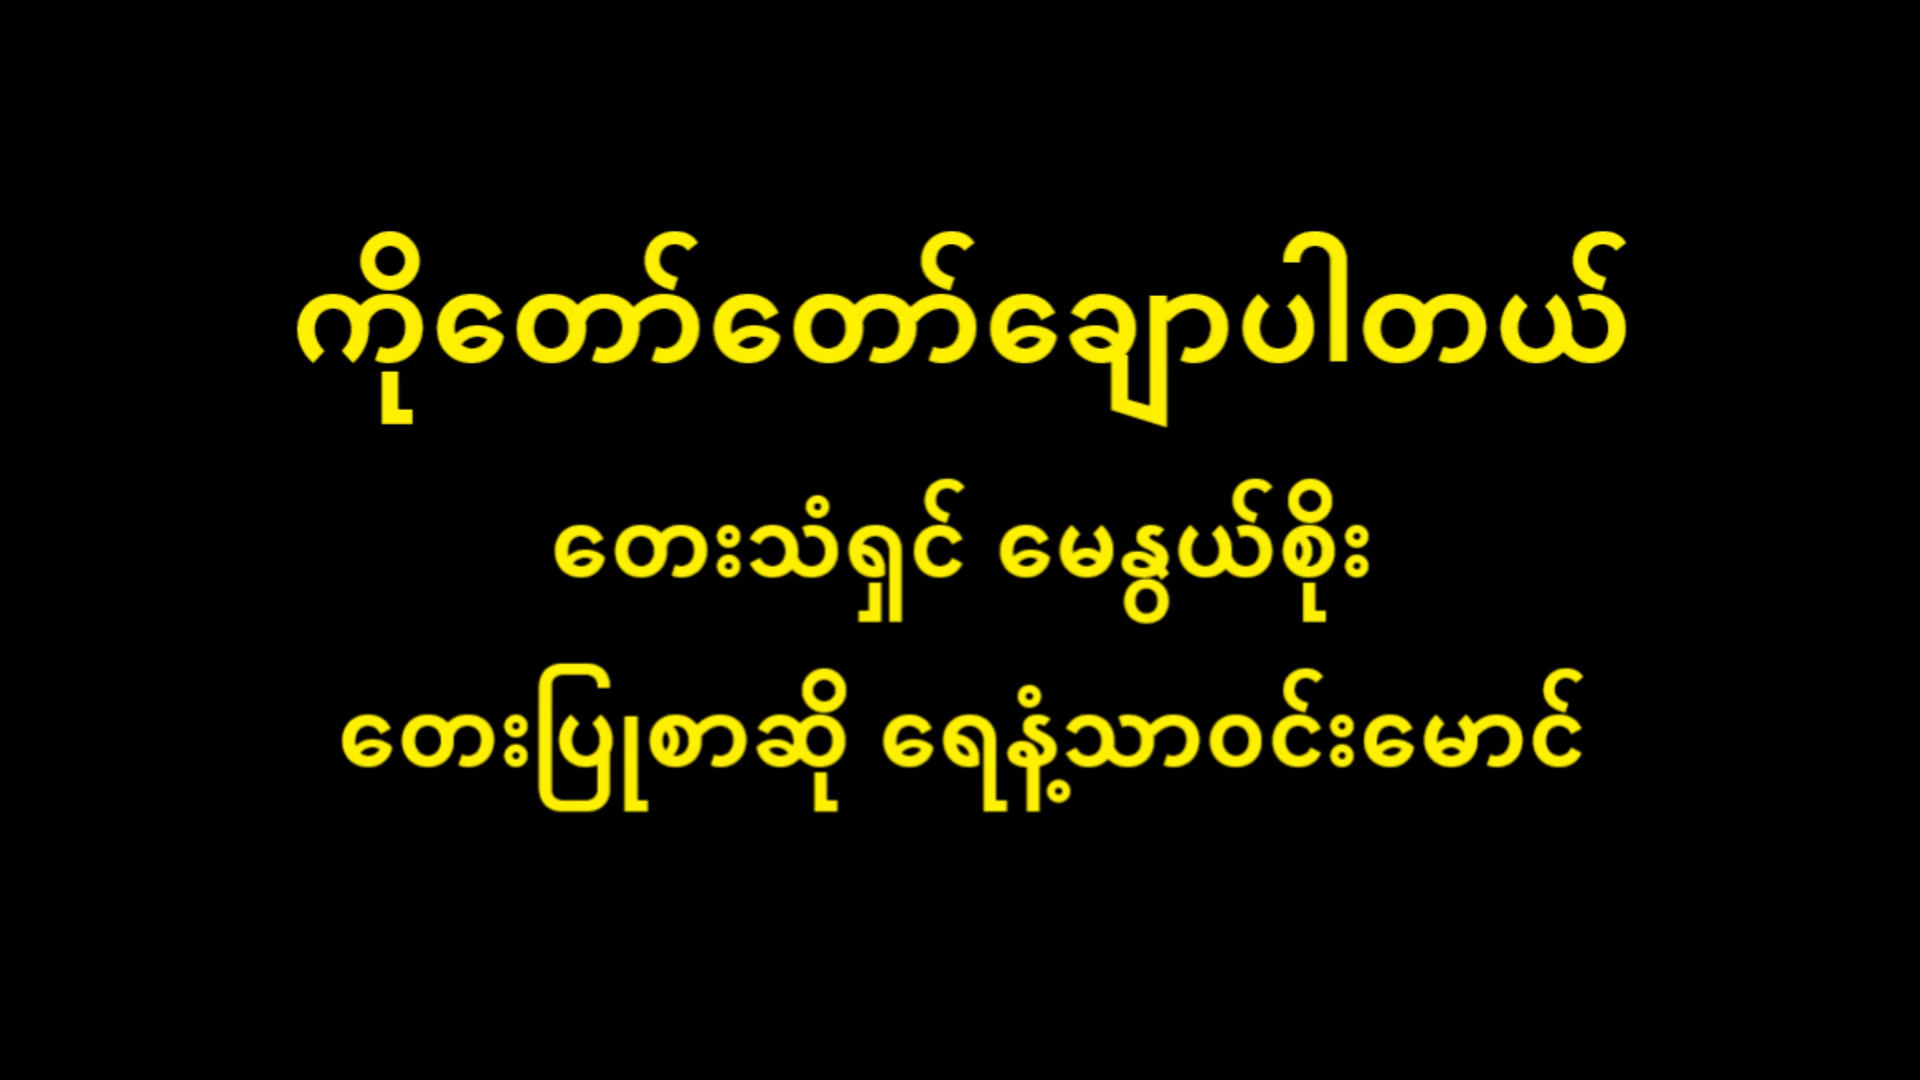 ကိုတော်တော်ချောပါတယ်
တေးသံရှင် မေနွယ်စိုး
တေးပြုစာဆို ရေနံ့သာဝင်းမောင်